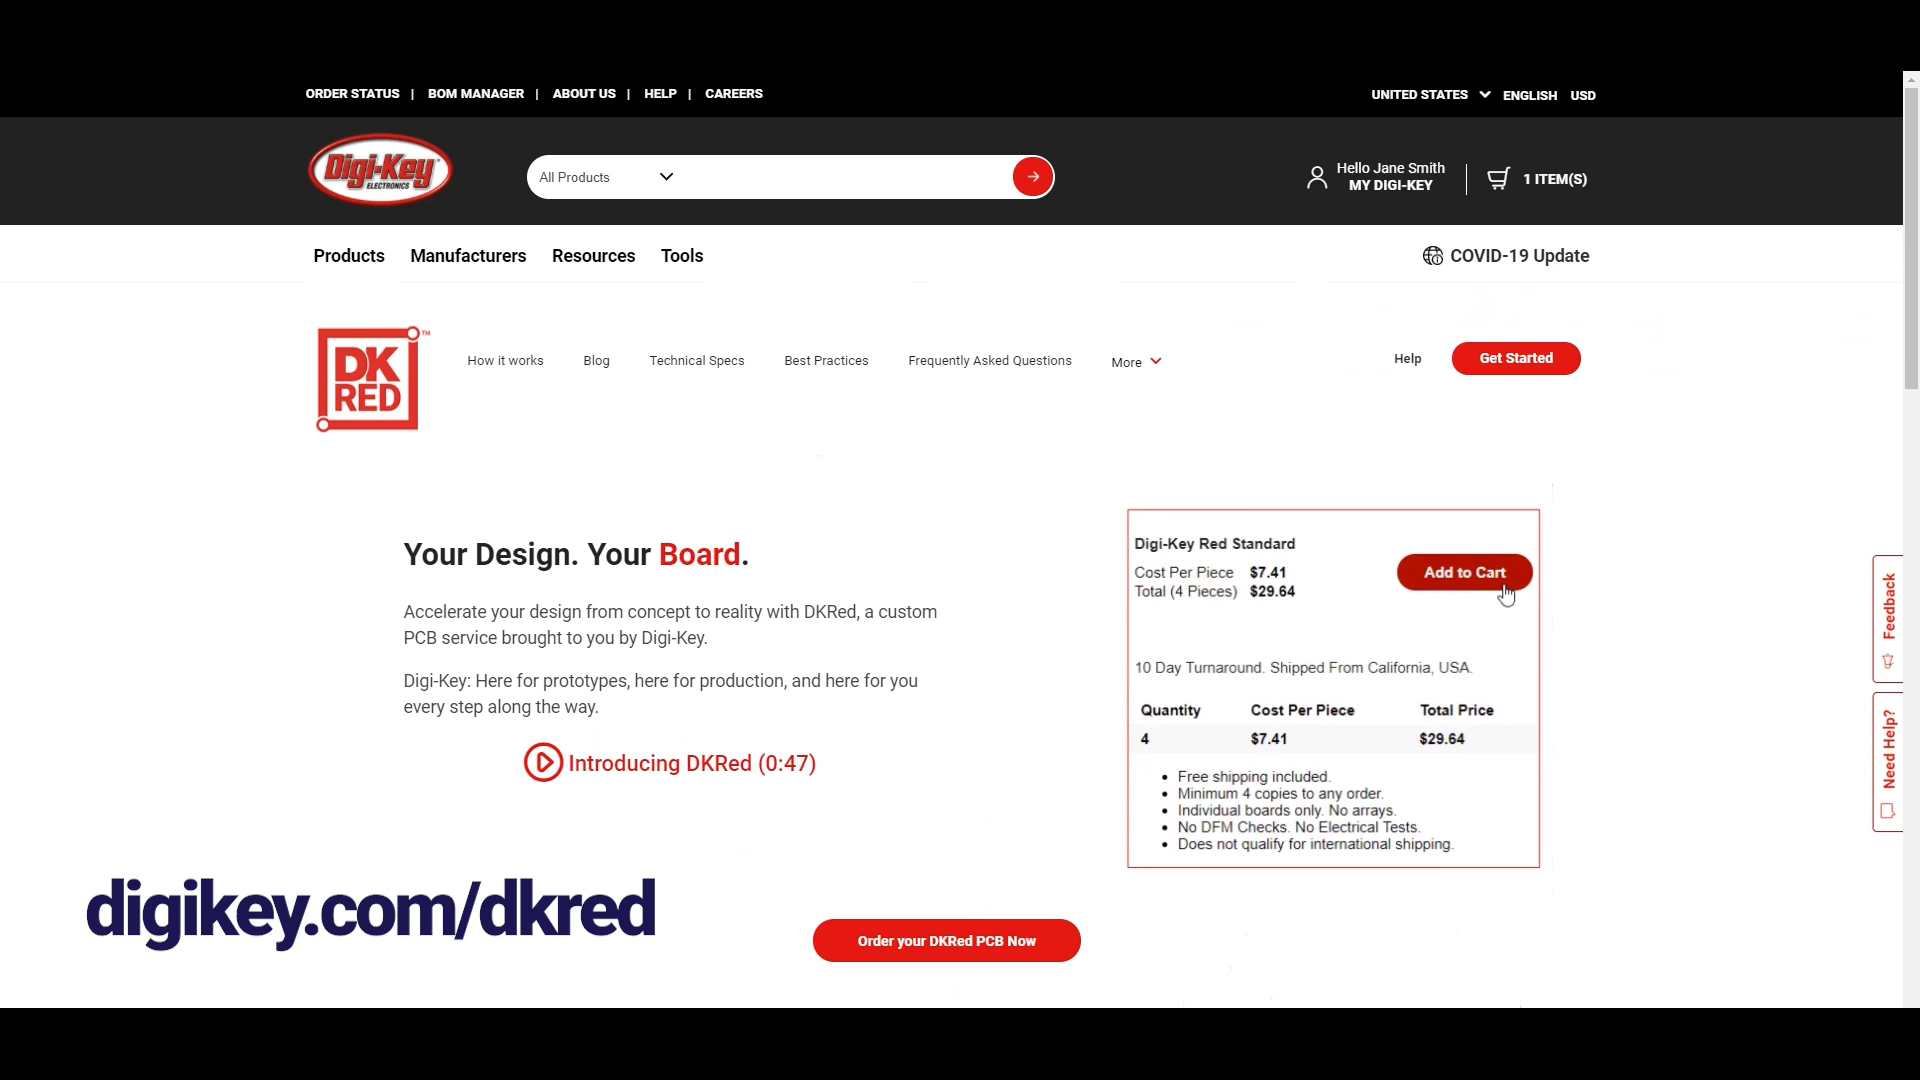 ORDER STATUS | BOM MANAGER | ABOUT US | HELP | CAREERS
UNITED STATES ENGLISH USD
Digi-Key
ELECTRONICS
All Products
Hello Jane Smith
MY DIGI-KEY
1 ITEM(S)
Products Manufacturers Resources Tools
COVID-19 Update
DK
RED
TM
How it works Blog Technical Specs Best Practices Frequently Asked Questions More
Help Get Started
Your Design. Your Board.
Accelerate your design from concept to reality with DKRed, a custom
PCB service brought to you by Digi-Key.
Digi-Key: Here for prototypes, here for production, and here for you
every step along the way.
Introducing DKRed (0:47)
Digi-Key Red Standard
Cost Per Piece $7.41
Total (4 Pieces) $29.64
Add to Cart
10 Day Turnaround. Shipped From California, USA.
Quantity Cost Per Piece Total Price
4 $7.41 $29.64
• Free shipping included.
• Minimum 4 copies to any order.
• Individual boards only. No arrays.
• No DFM Checks. No Electrical Tests.
• Does not qualify for international shipping.
Feedback
Need Help?
digikey.com/dkred
Order your DKRed PCB Now